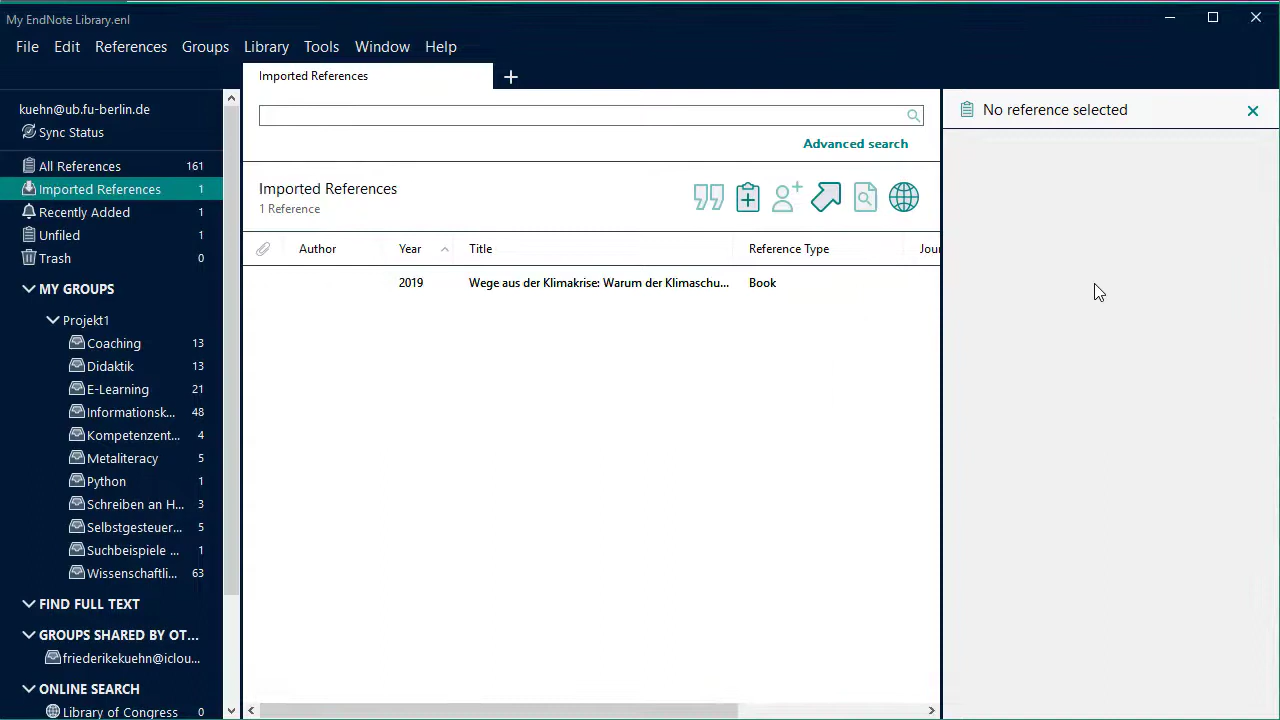 My EndNote Library.enl
File Edit References Groups Library Tools Window Help
Imported References
kuehn@ub.fu-berlin.de
Sync Status
All References 161
Imported References 1
Recently Added 1
Unfiled 1
Trash 0
MY GROUPS
Projekt1
Coaching 13
Didaktik 13
E-Learning 21
Informationsk... 48
Kompetenzent... 4
Metaliteracy 5
Python 1
Schreiben an H... 3
Selbstgesteuer... 5
Suchbeispiele ... 1
Wissenschaftli... 63
FIND FULL TEXT
GROUPS SHARED BY OT...
friederikekuehn@iclou...
ONLINE SEARCH
Library of Congress 0
Advanced search
Imported References
1 Reference
Author Year Title Reference Type Jour
2019 Wege aus der Klimakrise: Warum der Klimaschu... Book
No reference selected